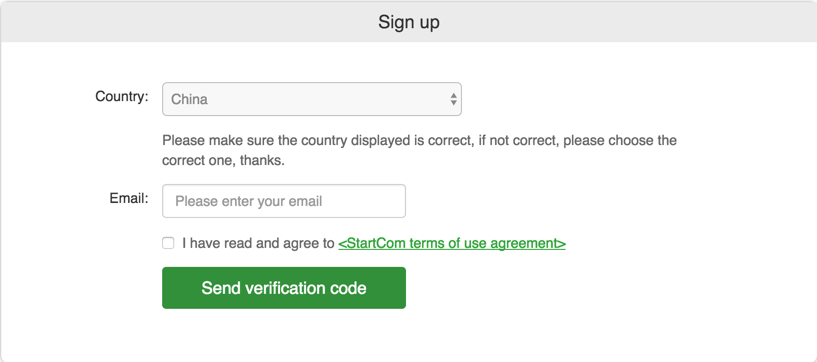 Sign up
Country: China
Please make sure the country displayed is correct, if not correct, please choose the
correct one, thanks.
Email: Please enter your email
I have read and agree to <StartCom terms of use agreement>
Send verification code